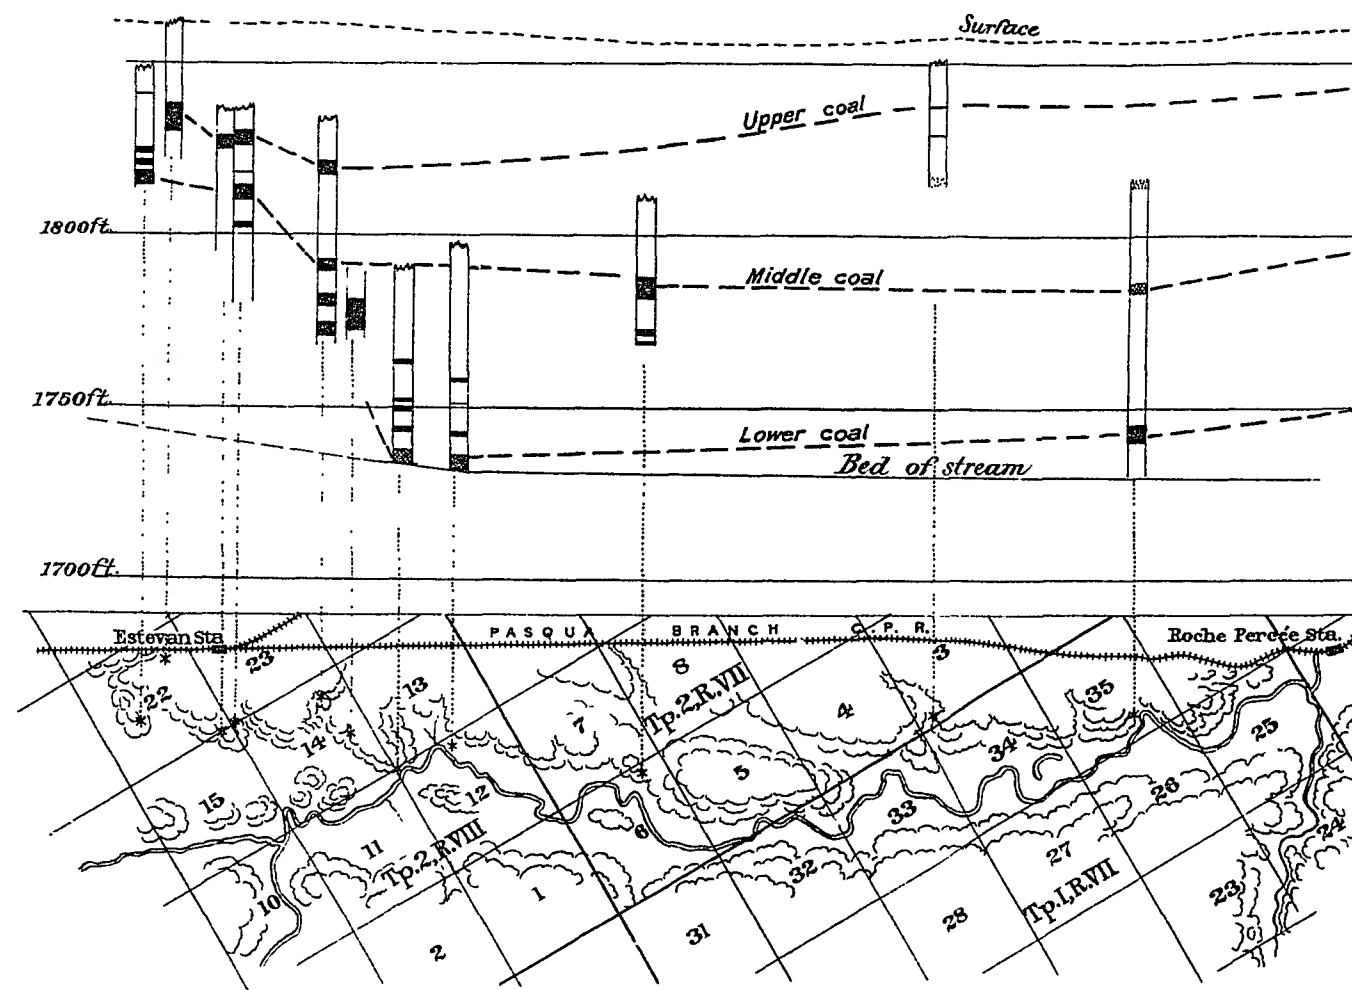 Surface
Upper coal
1800ft.
Middle coal
1750ft.
Lower coal
Bed of stream
1700ft.
Estevan Sta
PASQUA BRANCH C. P. R.
Roche Percée Sta.
23
8
3
22
13
35
Tp.2,R.VII
7
4
14
34
25
5
15
12
26
33
6
11
Tp.2,R.VIII
24
27
32
Tp.1,R.VII
1
23
10
28
31
2